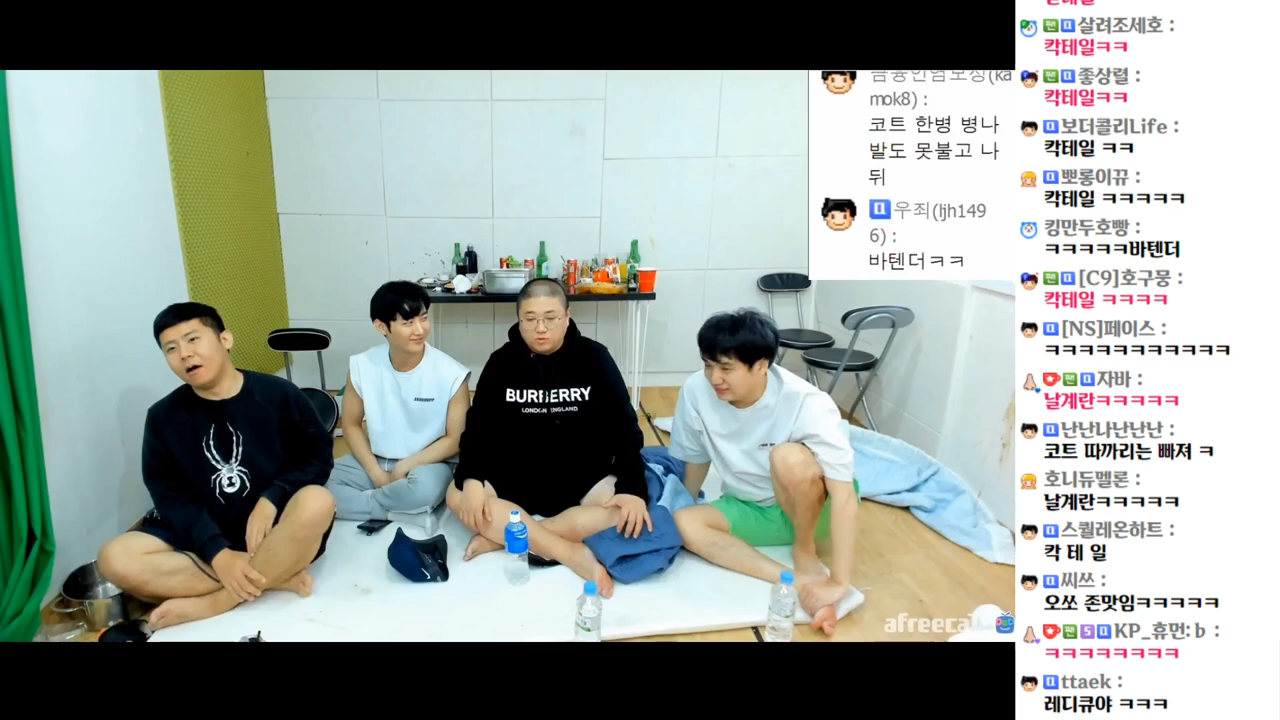 mok8) :
코트 한병 병나
발도 못불고 나
뒤
우죄(ljh149
6) :
바텐더ㅋㅋ
BURBERRY
LONDON ENGLAND
살려조세호 :
칵테일ㅋㅋ
좋상렬 :
칵테일ㅋㅋ
보더콜리Life :
칵테일 ㅋㅋ
뽀롱이뀨 :
칵테일 ㅋㅋㅋㅋㅋ
킹만두호빵 :
ㅋㅋㅋㅋㅋ바텐더
[C9]호구뭉 :
칵테일 ㅋㅋㅋㅋ
[NS]페이스 :
ㅋㅋㅋㅋㅋㅋㅋㅋㅋㅋㅋ
자바 :
날계란ㅋㅋㅋㅋㅋ
난난나난난난 :
코트 따까리는 빠져 ㅋ
호니듀멜론 :
날계란ㅋㅋㅋㅋㅋ
스퀄레온하트 :
칵 테 일
씨쓰 :
오쏘 존맛임ㅋㅋㅋㅋㅋ
KP_휴먼:b :
ㅋㅋㅋㅋㅋㅋㅋㅋ
ttaek :
레디큐야 ㅋㅋㅋ
afreeca